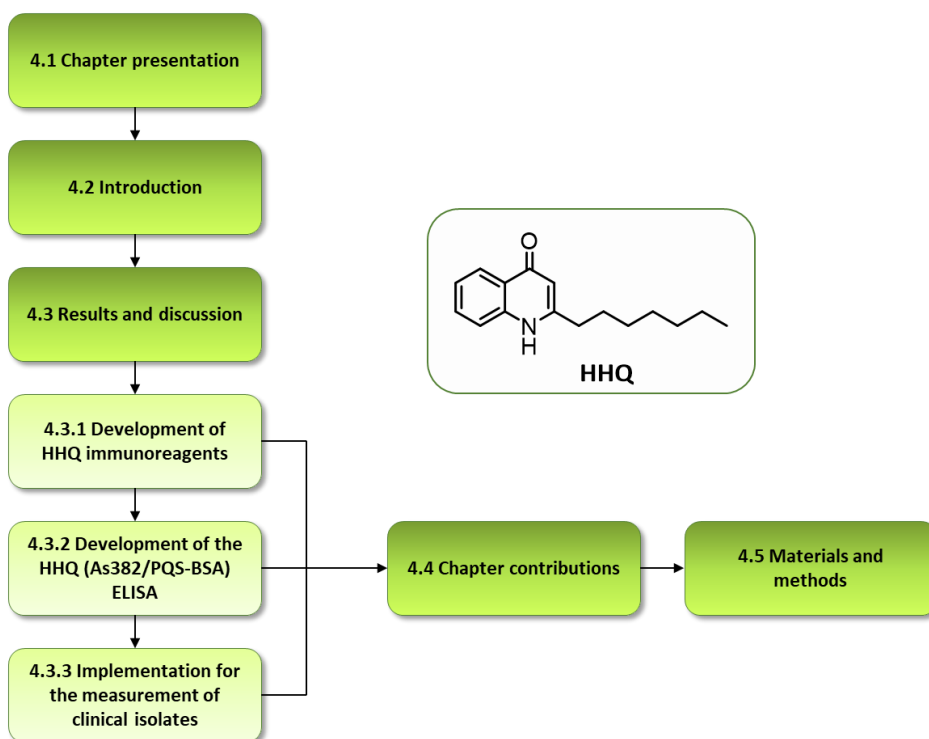 4.1 Chapter presentation
4.2 Introduction
4.3 Results and discussion
4.3.1 Development of
HHQ immunoreagents
4.3.2 Development of the
HHQ (As382/PQS-BSA)
ELISA
4.3.3 Implementation for
the measurement of
clinical isolates
O
N
H
HHQ
4.4 Chapter contributions
4.5 Materials and
methods